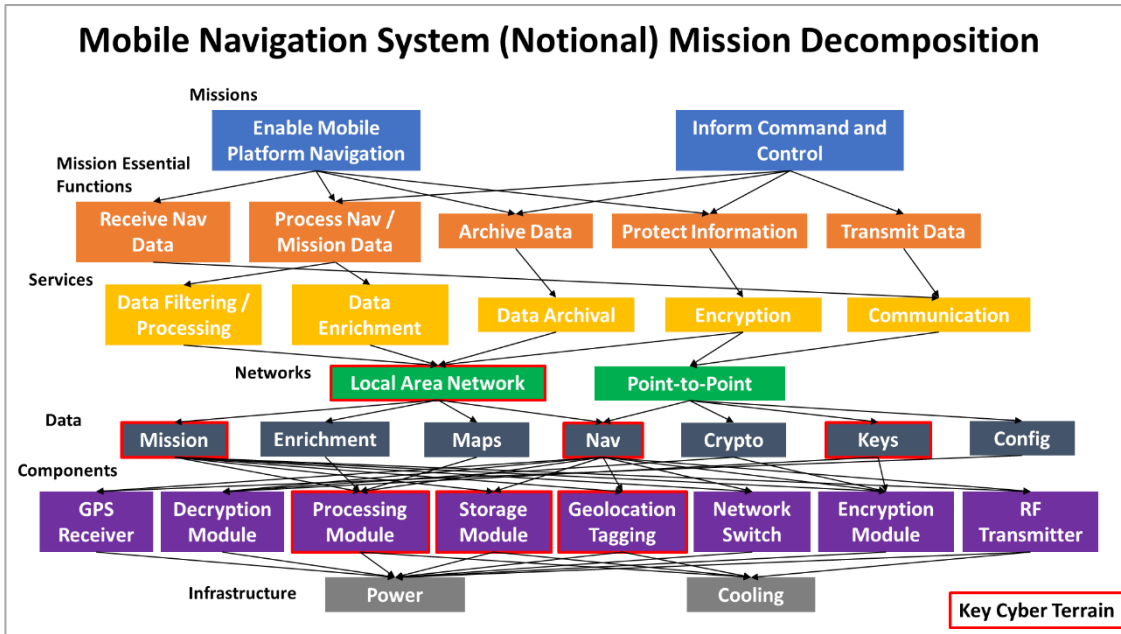 Mobile Navigation System (Notional) Mission Decomposition
Missions
Enable Mobile
Platform Navigation
Inform Command and
Control
Mission Essential
Functions
Receive Nav
Data
Process Nav /
Mission Data
Archive Data
Protect Information
Transmit Data
Services
Data Filtering /
Processing
Data
Enrichment
Data Archival
Encryption
Communication
Networks
Local Area Network
Point-to-Point
Data
Mission
Enrichment
Maps
Nav
Crypto
Keys
Config
Components
GPS
Receiver
Decryption
Module
Processing
Module
Storage
Module
Geolocation
Tagging
Network
Switch
Encryption
Module
RF
Transmitter
Infrastructure
Power
Cooling
Key Cyber Terrain